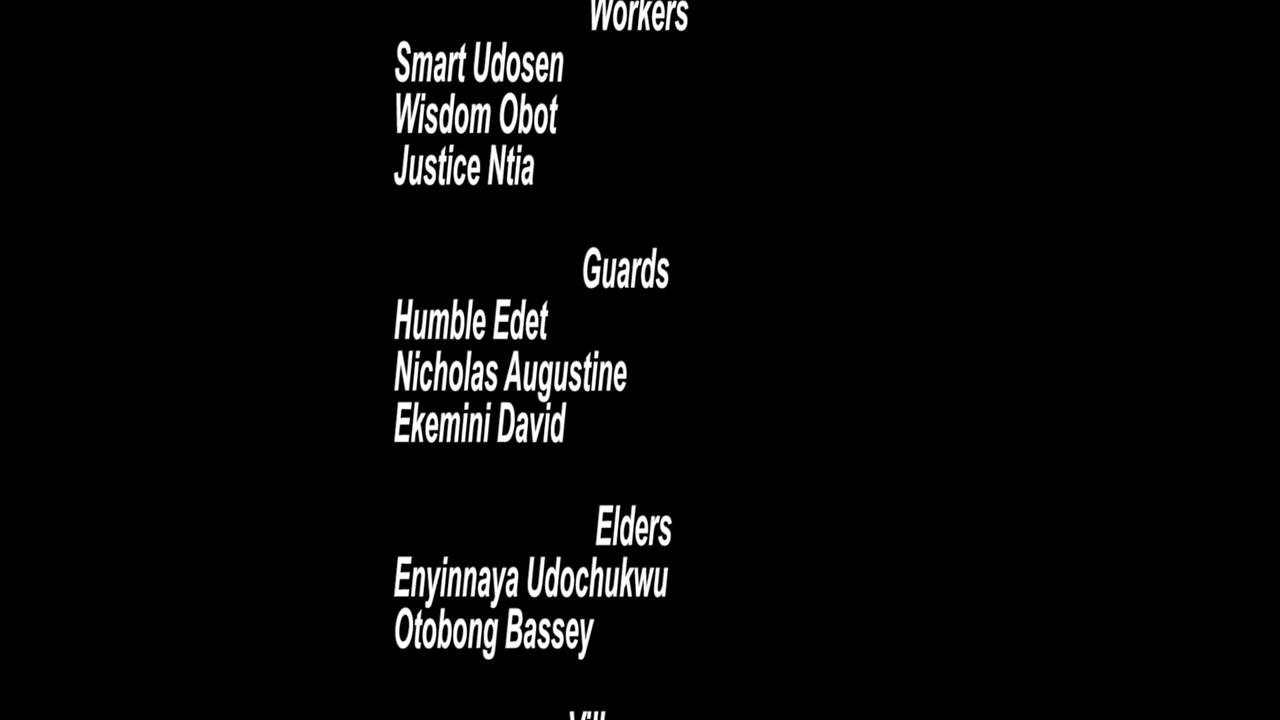 Workers
Smart Udosen
Wisdom Obot
Justice Ntia
Guards
Humble Edet
Nicholas Augustine
Ekemini David
Elders
Enyinnaya Udochukwu
Otobong Bassey